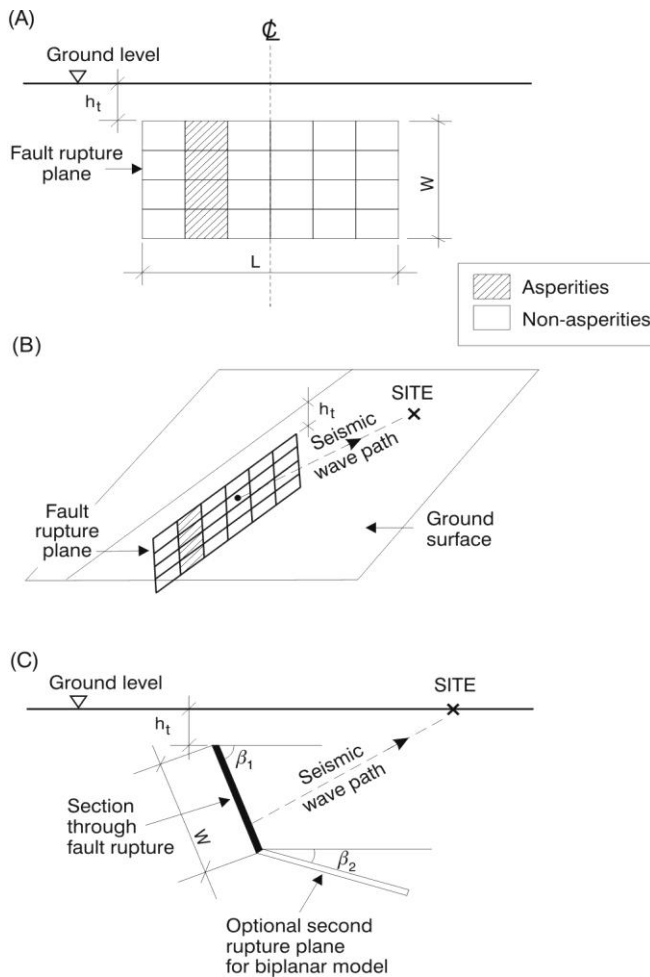 (A)
℄
Ground level
h_t
Fault rupture
plane
W
L
Asperities
Non-asperities
(B)
SITE
h_t
Seismic
wave path
Fault
rupture
plane
Ground
surface
(C)
Ground level
SITE
h_t
β_1
Seismic
wave path
Section
through
fault rupture
W
β_2
Optional second
rupture plane
for biplanar model